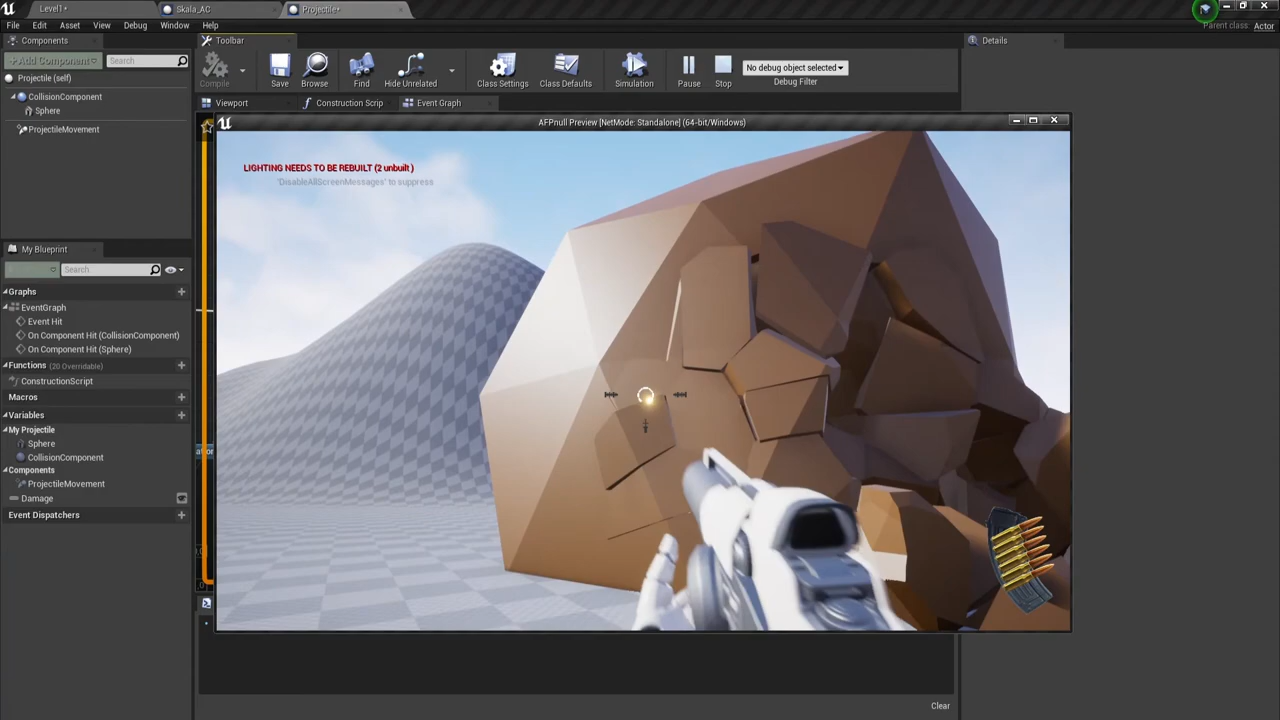 Level1*
Skala_AC
Projectile*
File Edit Asset View Debug Window Help
Parent class: Actor
Components
Toolbar
Details
+Add Component
Search
Projectile (self)
CollisionComponent
Sphere
ProjectileMovement
Compile
Save
Browse
Find
Hide Unrelated
Class Settings
Class Defaults
Simulation
Pause
Stop
No debug object selected
Debug Filter
Viewport
Construction Scrip
Event Graph
AFPnull Preview [NetMode: Standalone] (64-bit/Windows)
LIGHTING NEEDS TO BE REBUILT (2 unbuilt)
'DisableAllScreenMessages' to suppress
My Blueprint
Search
Graphs
EventGraph
Event Hit
On Component Hit (CollisionComponent)
On Component Hit (Sphere)
Functions (20 Overridable)
ConstructionScript
Macros
Variables
My Projectile
Sphere
CollisionComponent
Components
ProjectileMovement
Damage
Event Dispatchers
Clear